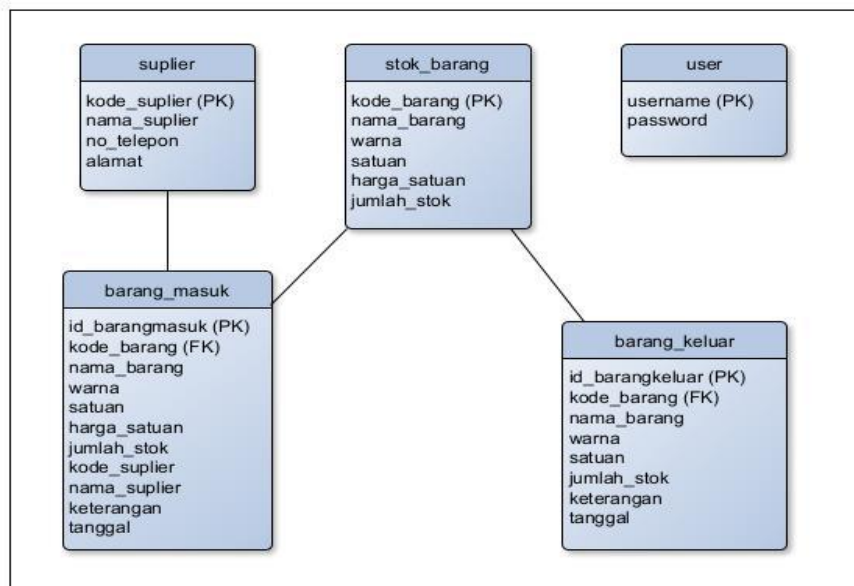 suplier
kode_suplier (PK)
nama_suplier
no_telepon
alamat
stok_barang
kode_barang (PK)
nama_barang
warna
satuan
harga_satuan
jumlah_stok
user
username (PK)
password
barang_masuk
id_barangmasuk (PK)
kode_barang (FK)
nama_barang
warna
satuan
harga_satuan
jumlah_stok
kode_suplier
nama_suplier
keterangan
tanggal
barang_keluar
id_barangkeluar (PK)
kode_barang (FK)
nama_barang
warna
satuan
jumlah_stok
keterangan
tanggal